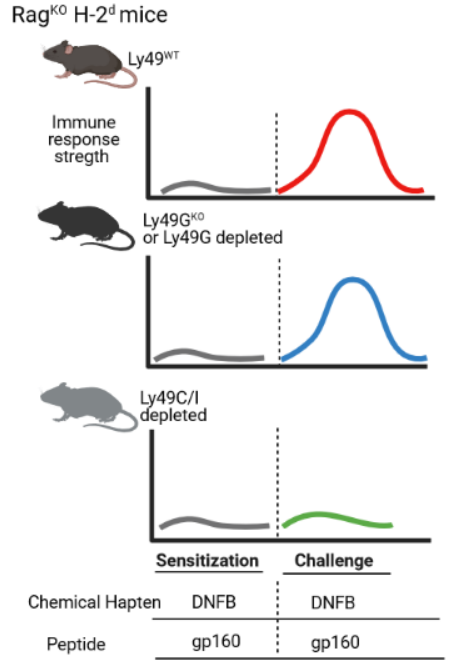 Rag^KO H-2^d mice
Ly49^WT
Immune
response
stregth
Ly49G^KO
or Ly49G depleted
Ly49C/I
depleted
Sensitization Challenge
Chemical Hapten DNFB DNFB
Peptide gp160 gp160